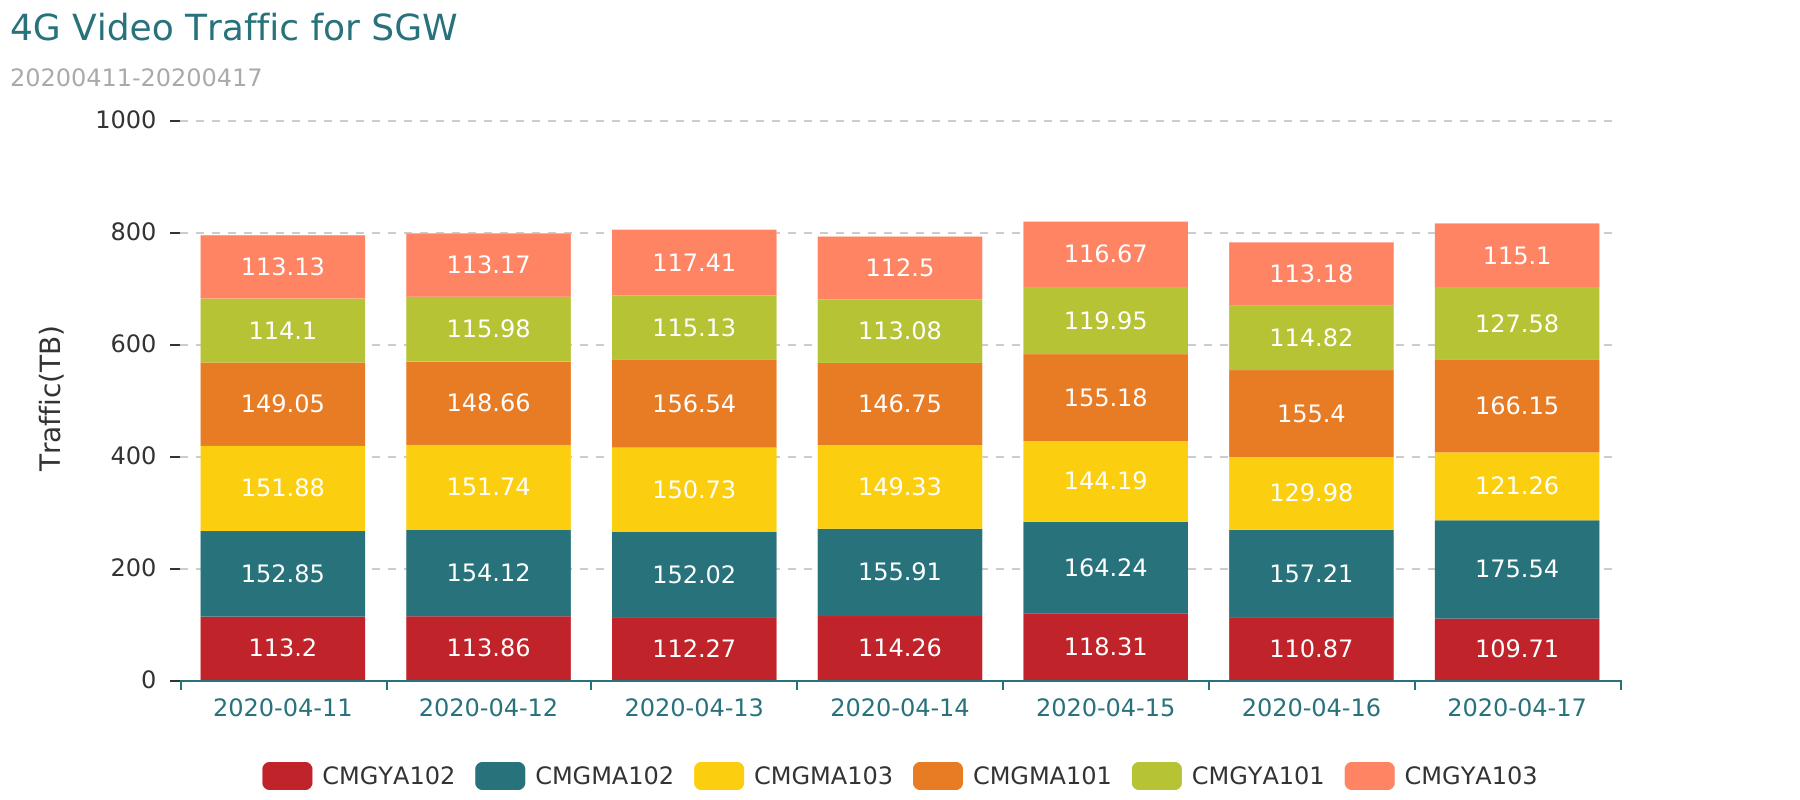 4G Video Traffic for SGW
20200411-20200417
Traffic(TB)
1000
800
600
400
200
0
113.13 113.17 117.41 112.5 116.67 113.18 115.1
114.1 115.98 115.13 113.08 119.95 114.82 127.58
149.05 148.66 156.54 146.75 155.18 155.4 166.15
151.88 151.74 150.73 149.33 144.19 129.98 121.26
152.85 154.12 152.02 155.91 164.24 157.21 175.54
113.2 113.86 112.27 114.26 118.31 110.87 109.71
2020-04-11 2020-04-12 2020-04-13 2020-04-14 2020-04-15 2020-04-16 2020-04-17
CMGYA102 CMGMA102 CMGMA103 CMGMA101 CMGYA101 CMGYA103